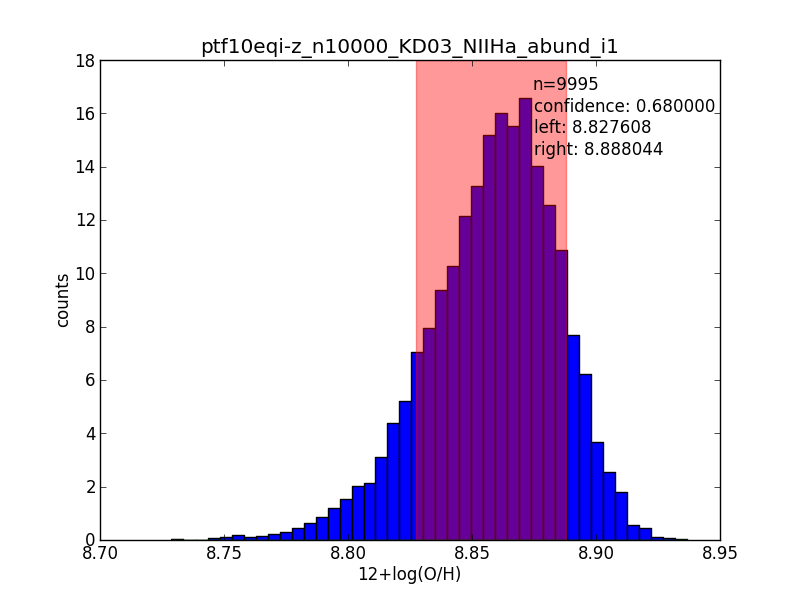 ptf10eqi-z_n10000_KD03_NIIHa_abund_i1
18
16
14
12
10
8
6
4
2
0
counts
n=9995
confidence: 0.680000
left: 8.827608
right: 8.888044
8.70 8.75 8.80 8.85 8.90 8.95
12+log(O/H)